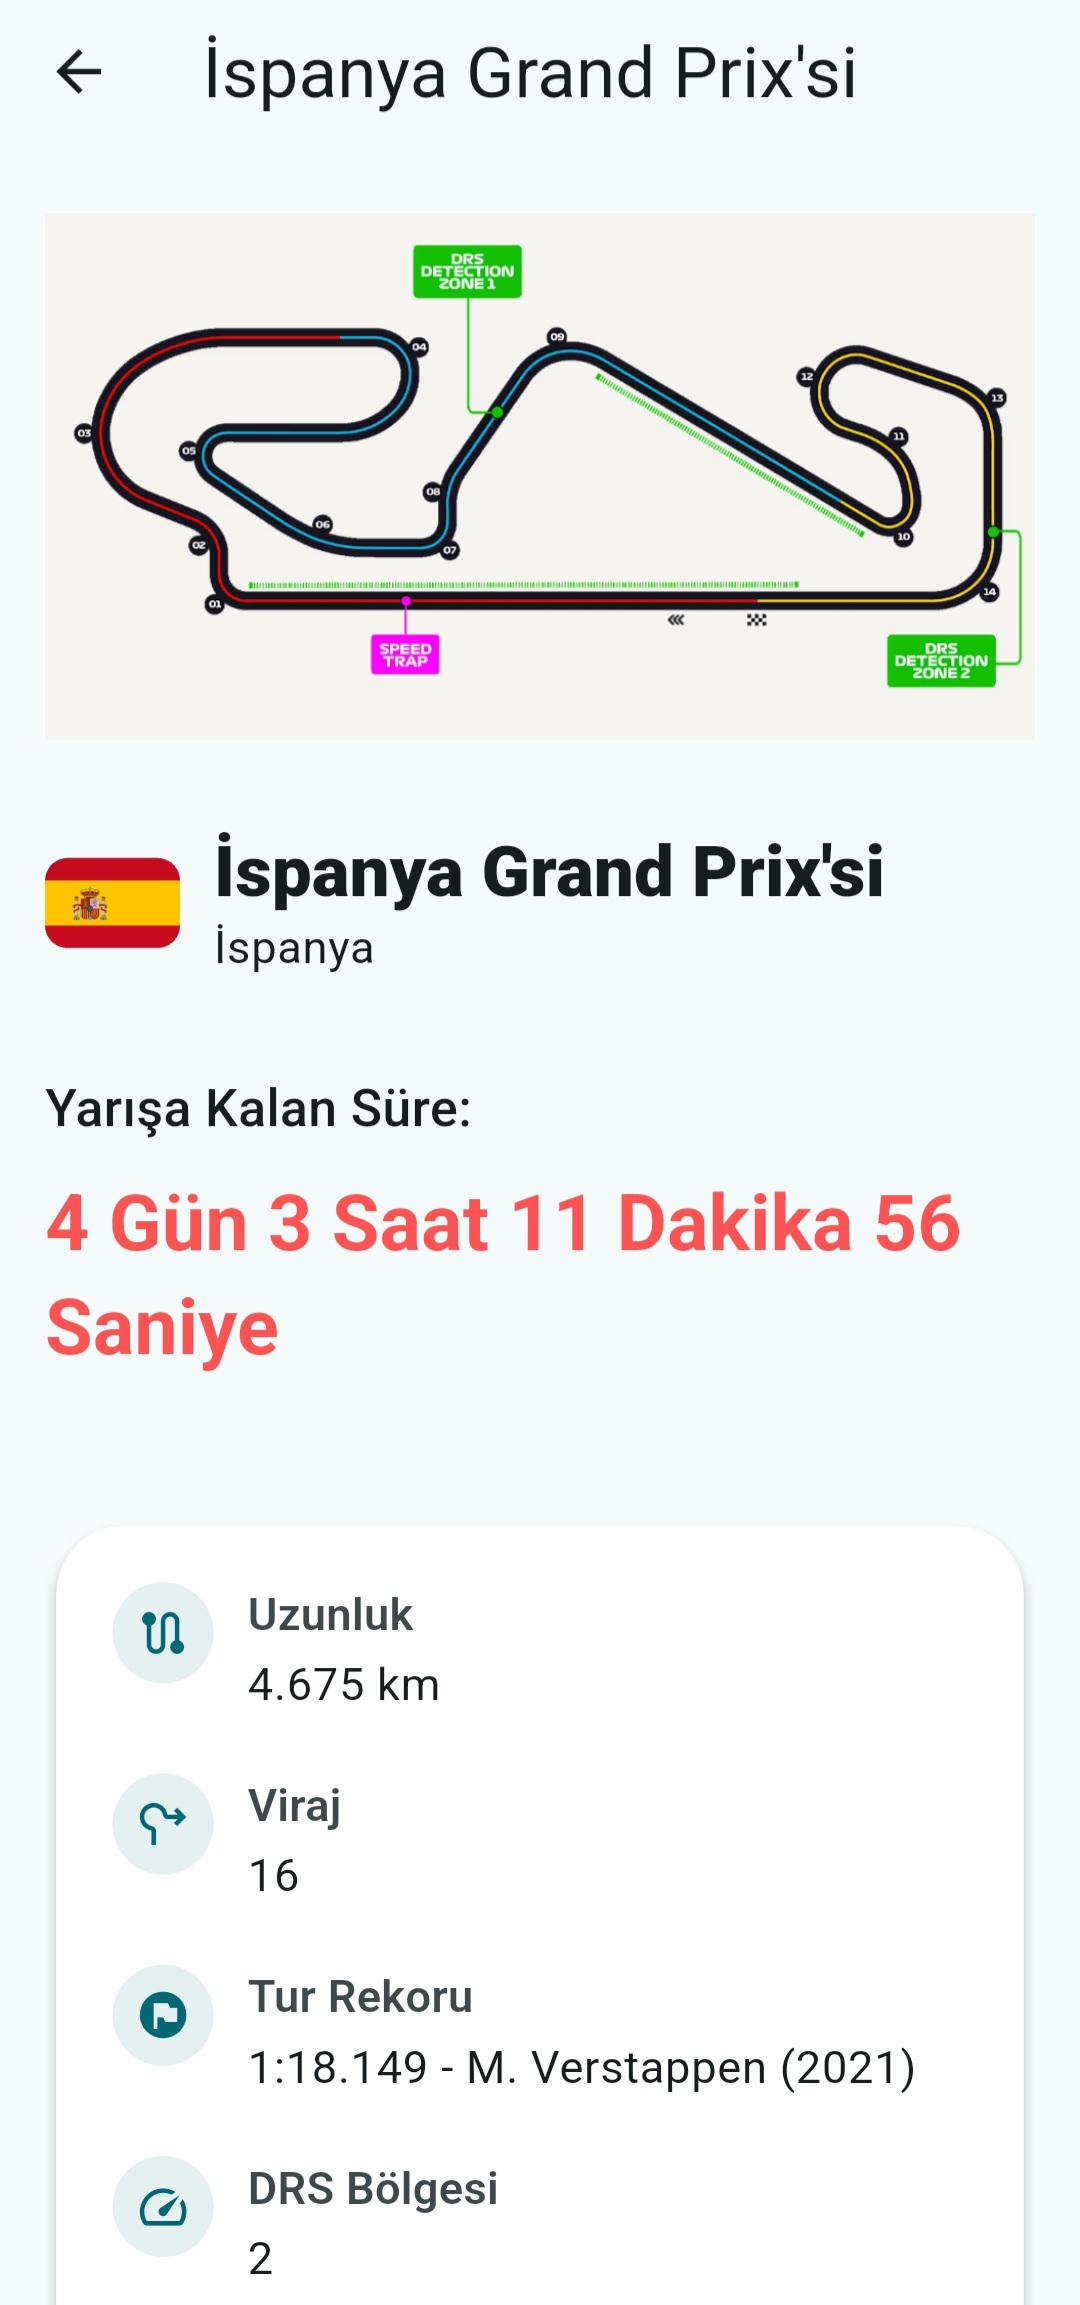 İspanya Grand Prix'si
DRS
DETECTION
ZONE 1
09
04
12
13
03
05
11
08
06
10
02
07
01
14
SPEED
TRAP
DRS
DETECTION
ZONE 2
İspanya Grand Prix'si
İspanya
Yarışa Kalan Süre:
4 Gün 3 Saat 11 Dakika 56
Saniye
Uzunluk
4.675 km
Viraj
16
Tur Rekoru
1:18.149 - M. Verstappen (2021)
DRS Bölgesi
2